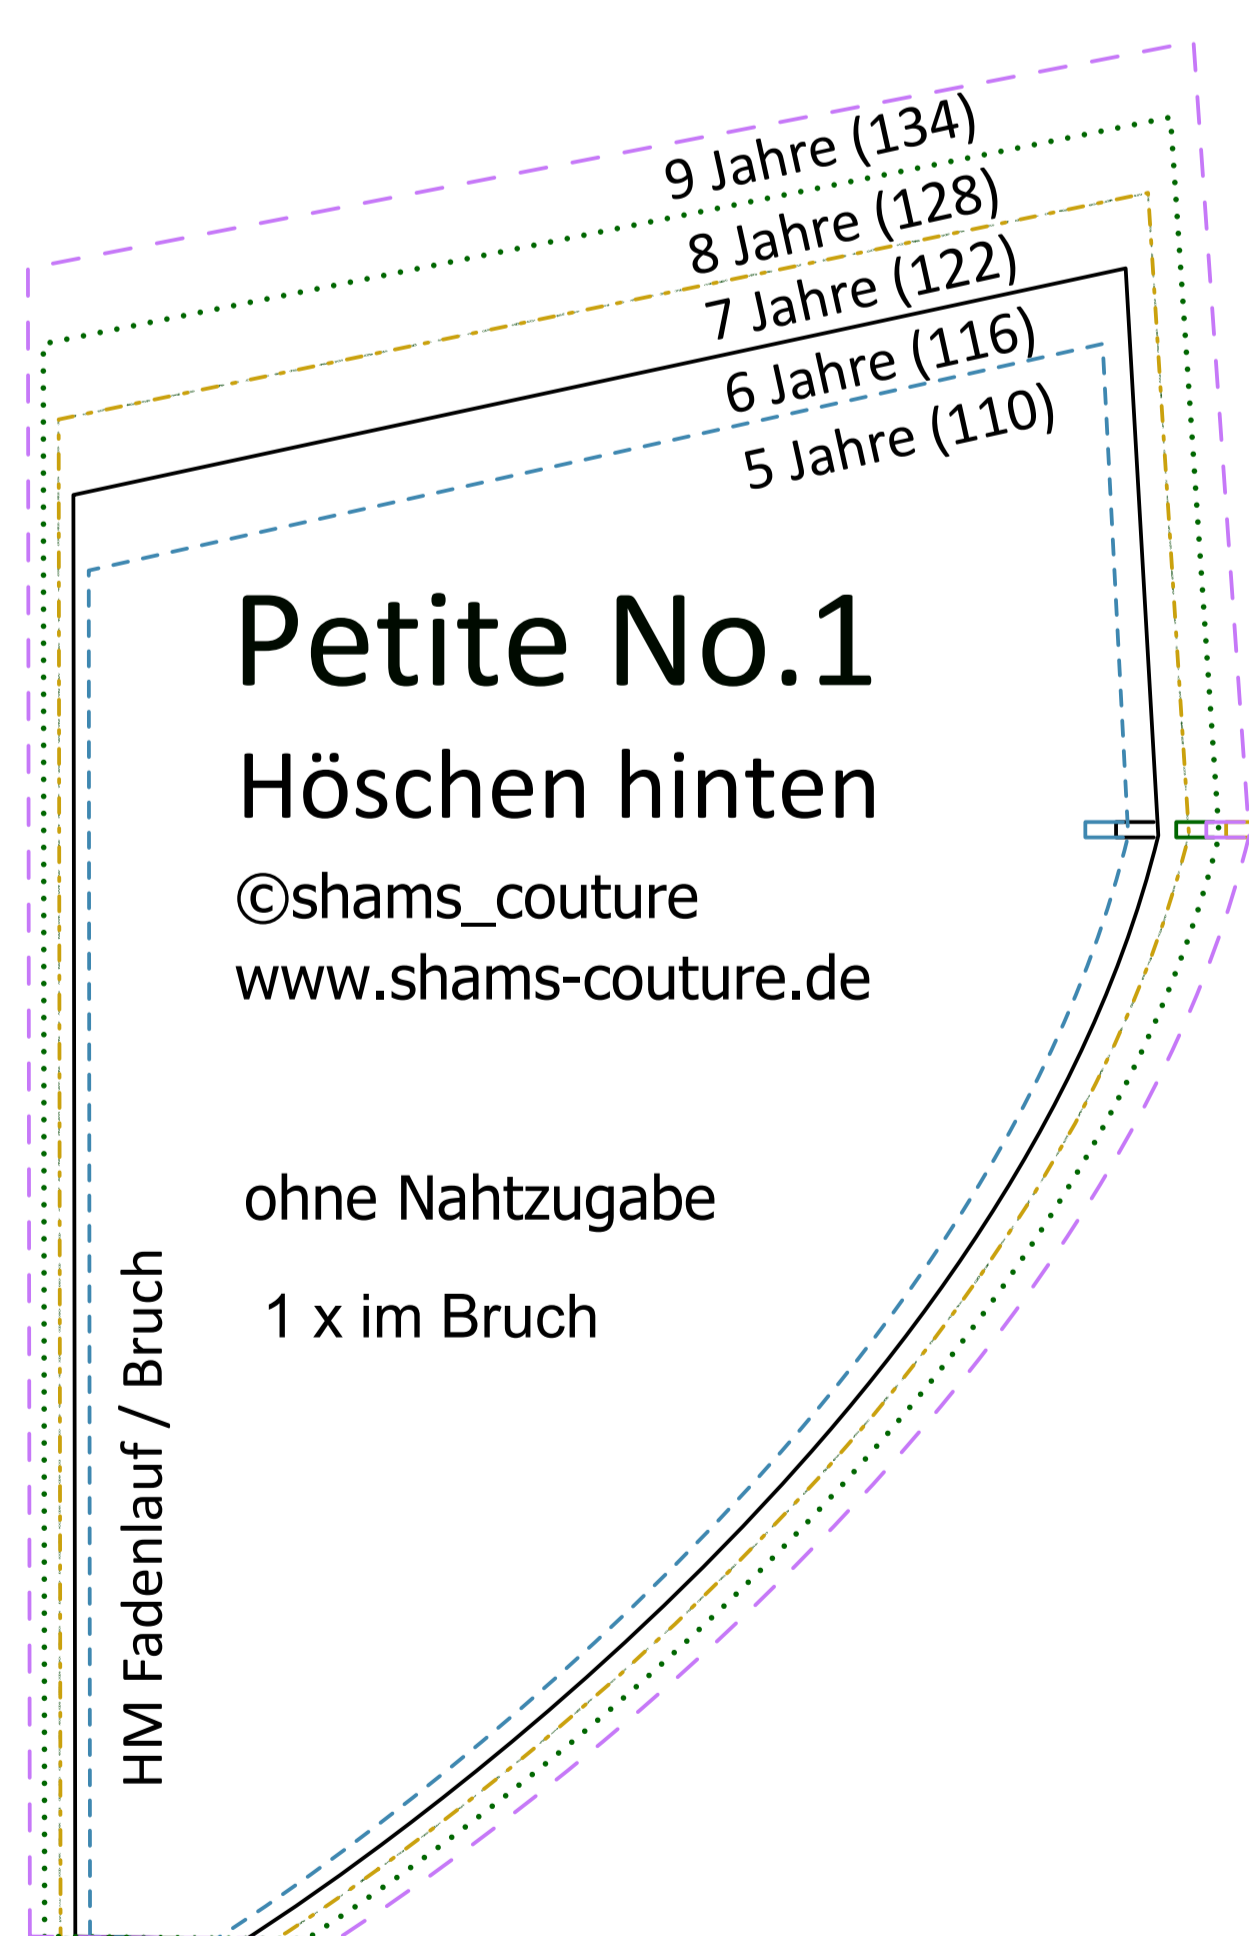 9 Jahre (134)
8 Jahre (128)
7 Jahre (122)
6 Jahre (116)
5 Jahre (110)
Petite No.1
Höschen hinten
©shams_couture
www.shams-couture.de
ohne Nahtzugabe
1 x im Bruch
HM Fadenlauf / Bruch